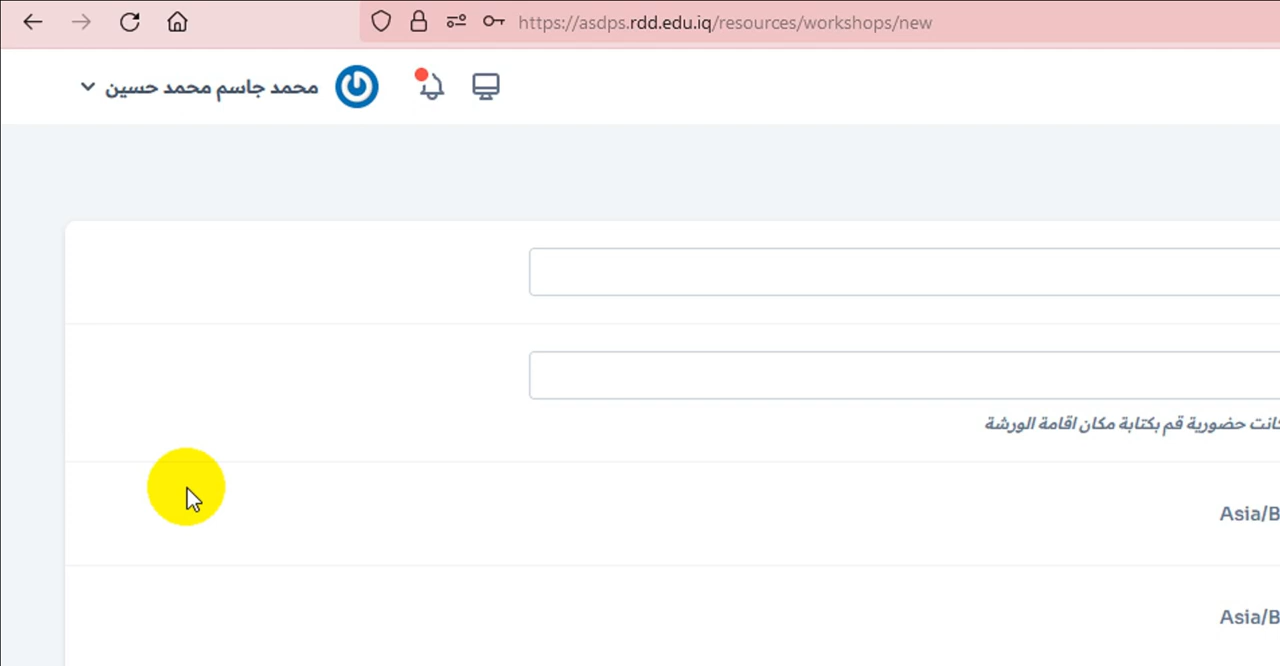 https://asdps.rdd.edu.iq/resources/workshops/new
محمد جاسم محمد حسين
كانت حضورية قم بكتابة مكان اقامة الورشة
Asia/B
Asia/B